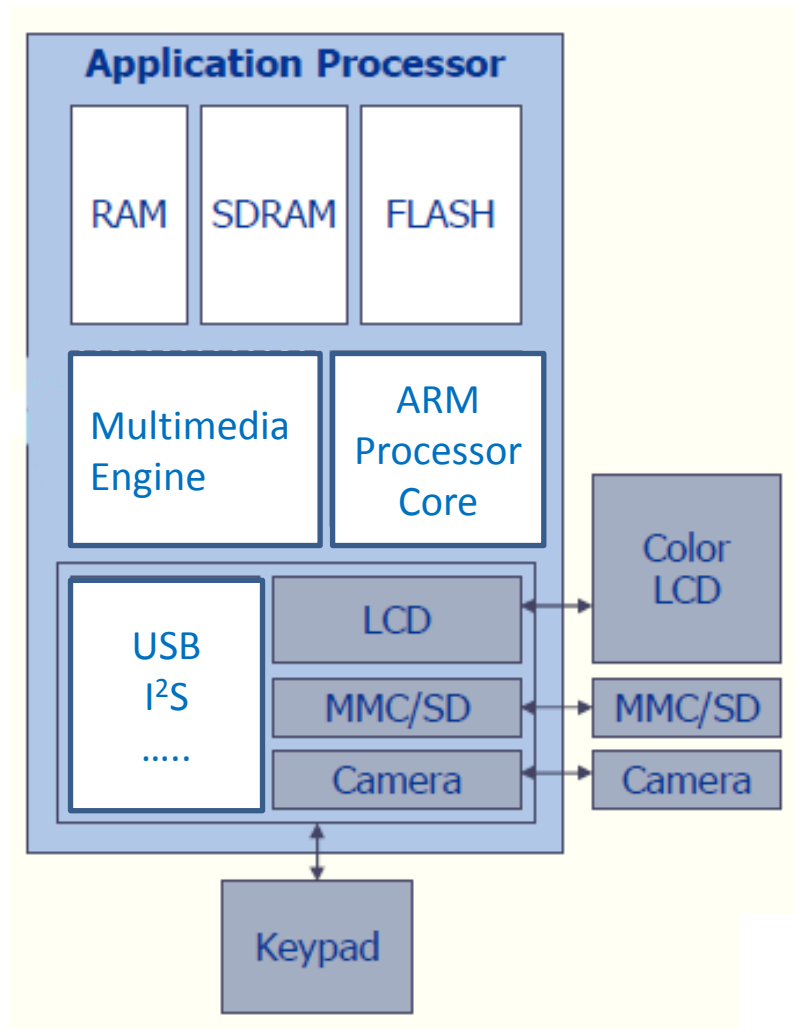 Application Processor
RAM
SDRAM
FLASH
Multimedia
Engine
ARM
Processor
Core
USB
I²S
.....
LCD
MMC/SD
Camera
Color
LCD
MMC/SD
Camera
Keypad